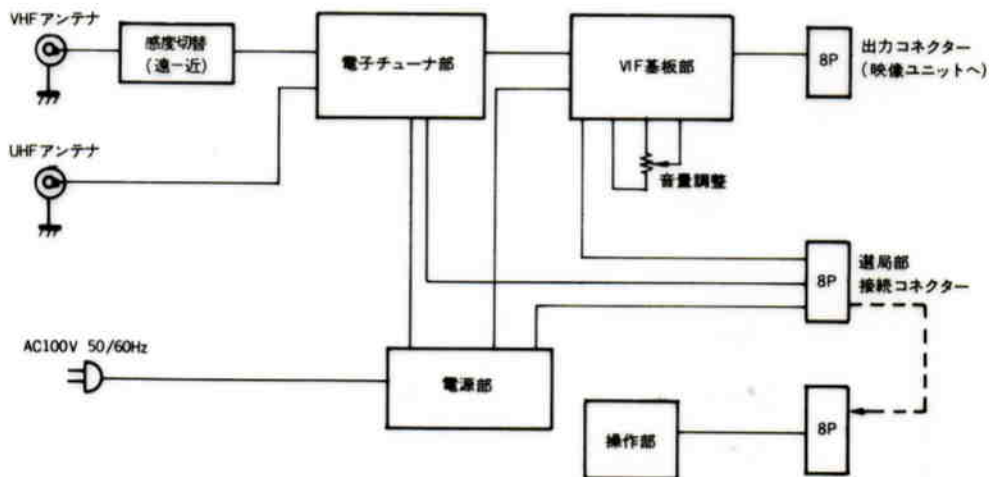 VHFアンテナ
感度切替
(遠−近)
電子チューナ部
VIF基板部
8P
出力コネクター
(映像ユニットへ)
UHFアンテナ
音量調整
8P
選局部
接続コネクター
AC100V 50/60Hz
電源部
操作部
8P